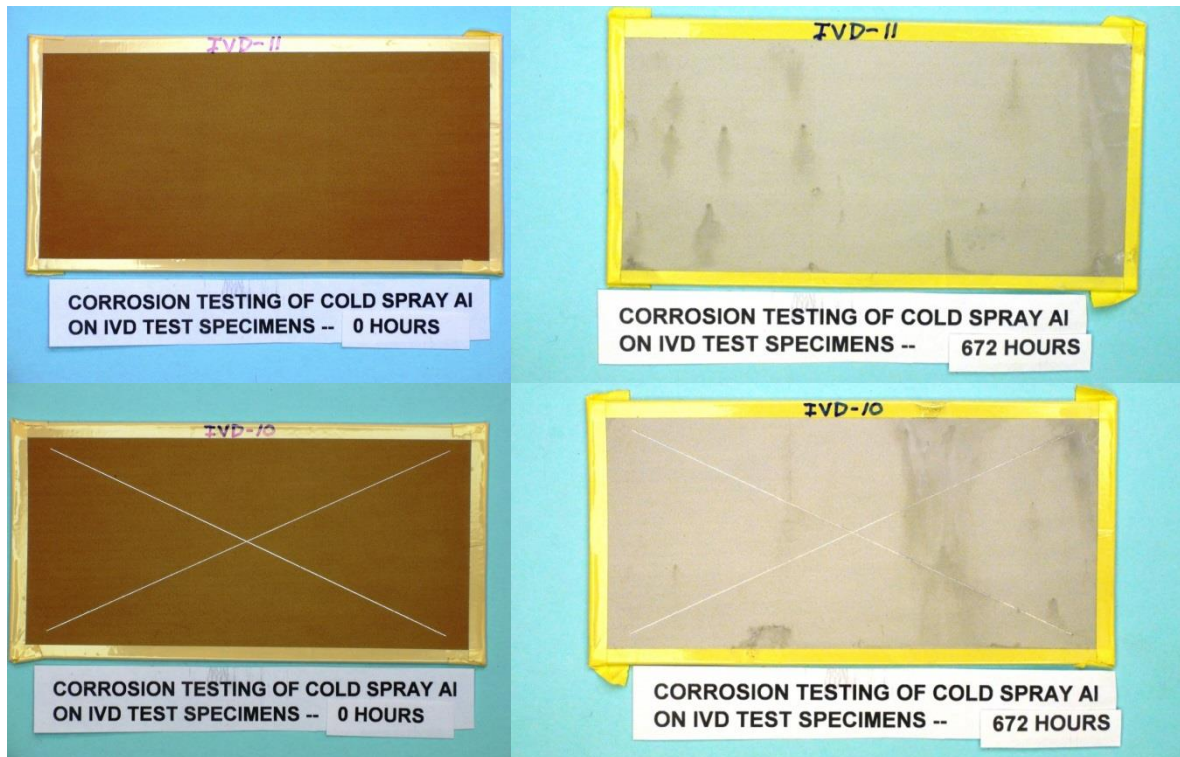 IVD-11
CORROSION TESTING OF COLD SPRAY Al
ON IVD TEST SPECIMENS -- 0 HOURS
IVD-11
CORROSION TESTING OF COLD SPRAY Al
ON IVD TEST SPECIMENS -- 672 HOURS
IVD-10
CORROSION TESTING OF COLD SPRAY Al
ON IVD TEST SPECIMENS -- 0 HOURS
IVD-10
CORROSION TESTING OF COLD SPRAY Al
ON IVD TEST SPECIMENS -- 672 HOURS